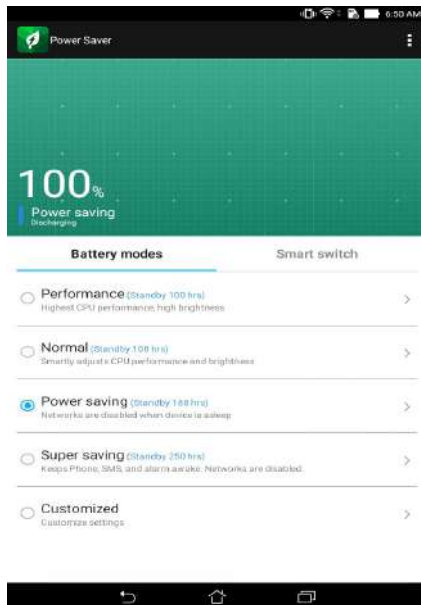 6:50 AM
Power Saver
100%
Power saving
Discharging
Battery modes
Smart switch
Performance (Standby 100 hrs)
Highest CPU performance, high brightness
Normal (Standby 108 hrs)
Smartly adjusts CPU performance and brightness
Power saving (Standby 188 hrs)
Networks are disabled when device is asleep
Super saving (Standby 250 hrs)
Keeps Phone, SMS, and alarm awake. Networks are disabled.
Customized
Customize settings